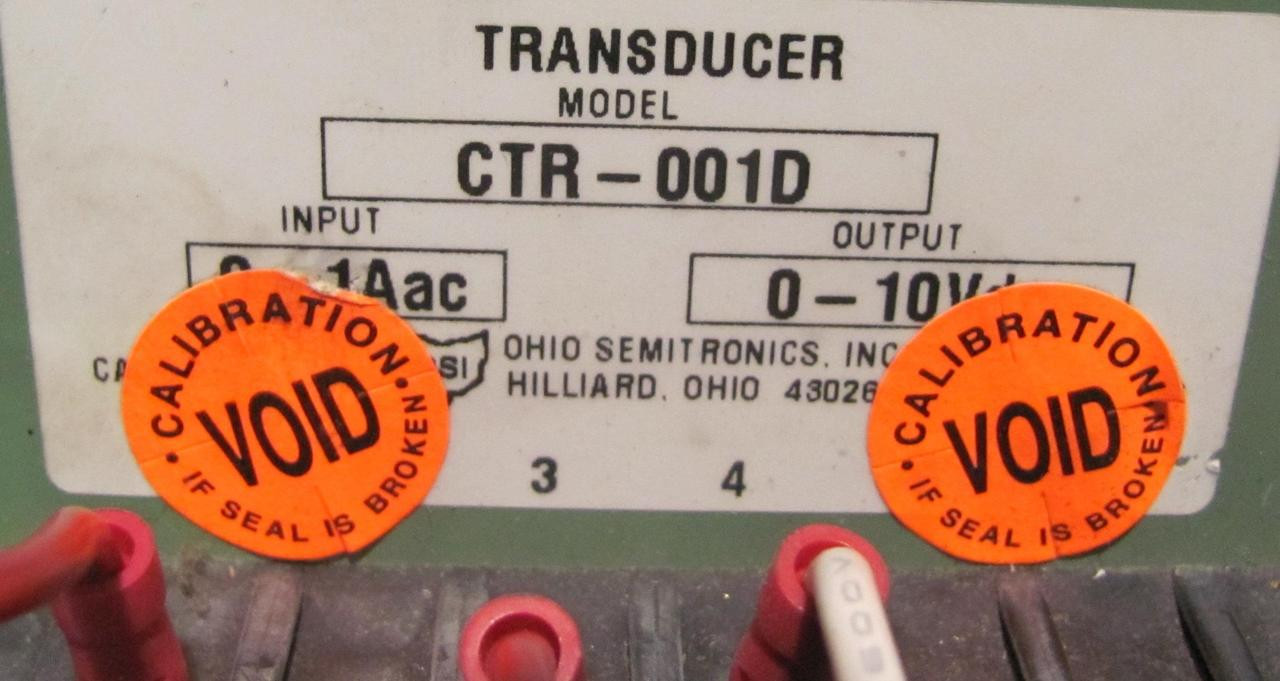 TRANSDUCER
MODEL
CTR – 001D
INPUT
OUTPUT
1Aac
0 – 10V
OHIO SEMITRONICS, INC
HILLIARD, OHIO 43026
3 4
CALIBRATION
VOID
IF SEAL IS BROKEN
CALIBRATION
VOID
IF SEAL IS BROKEN